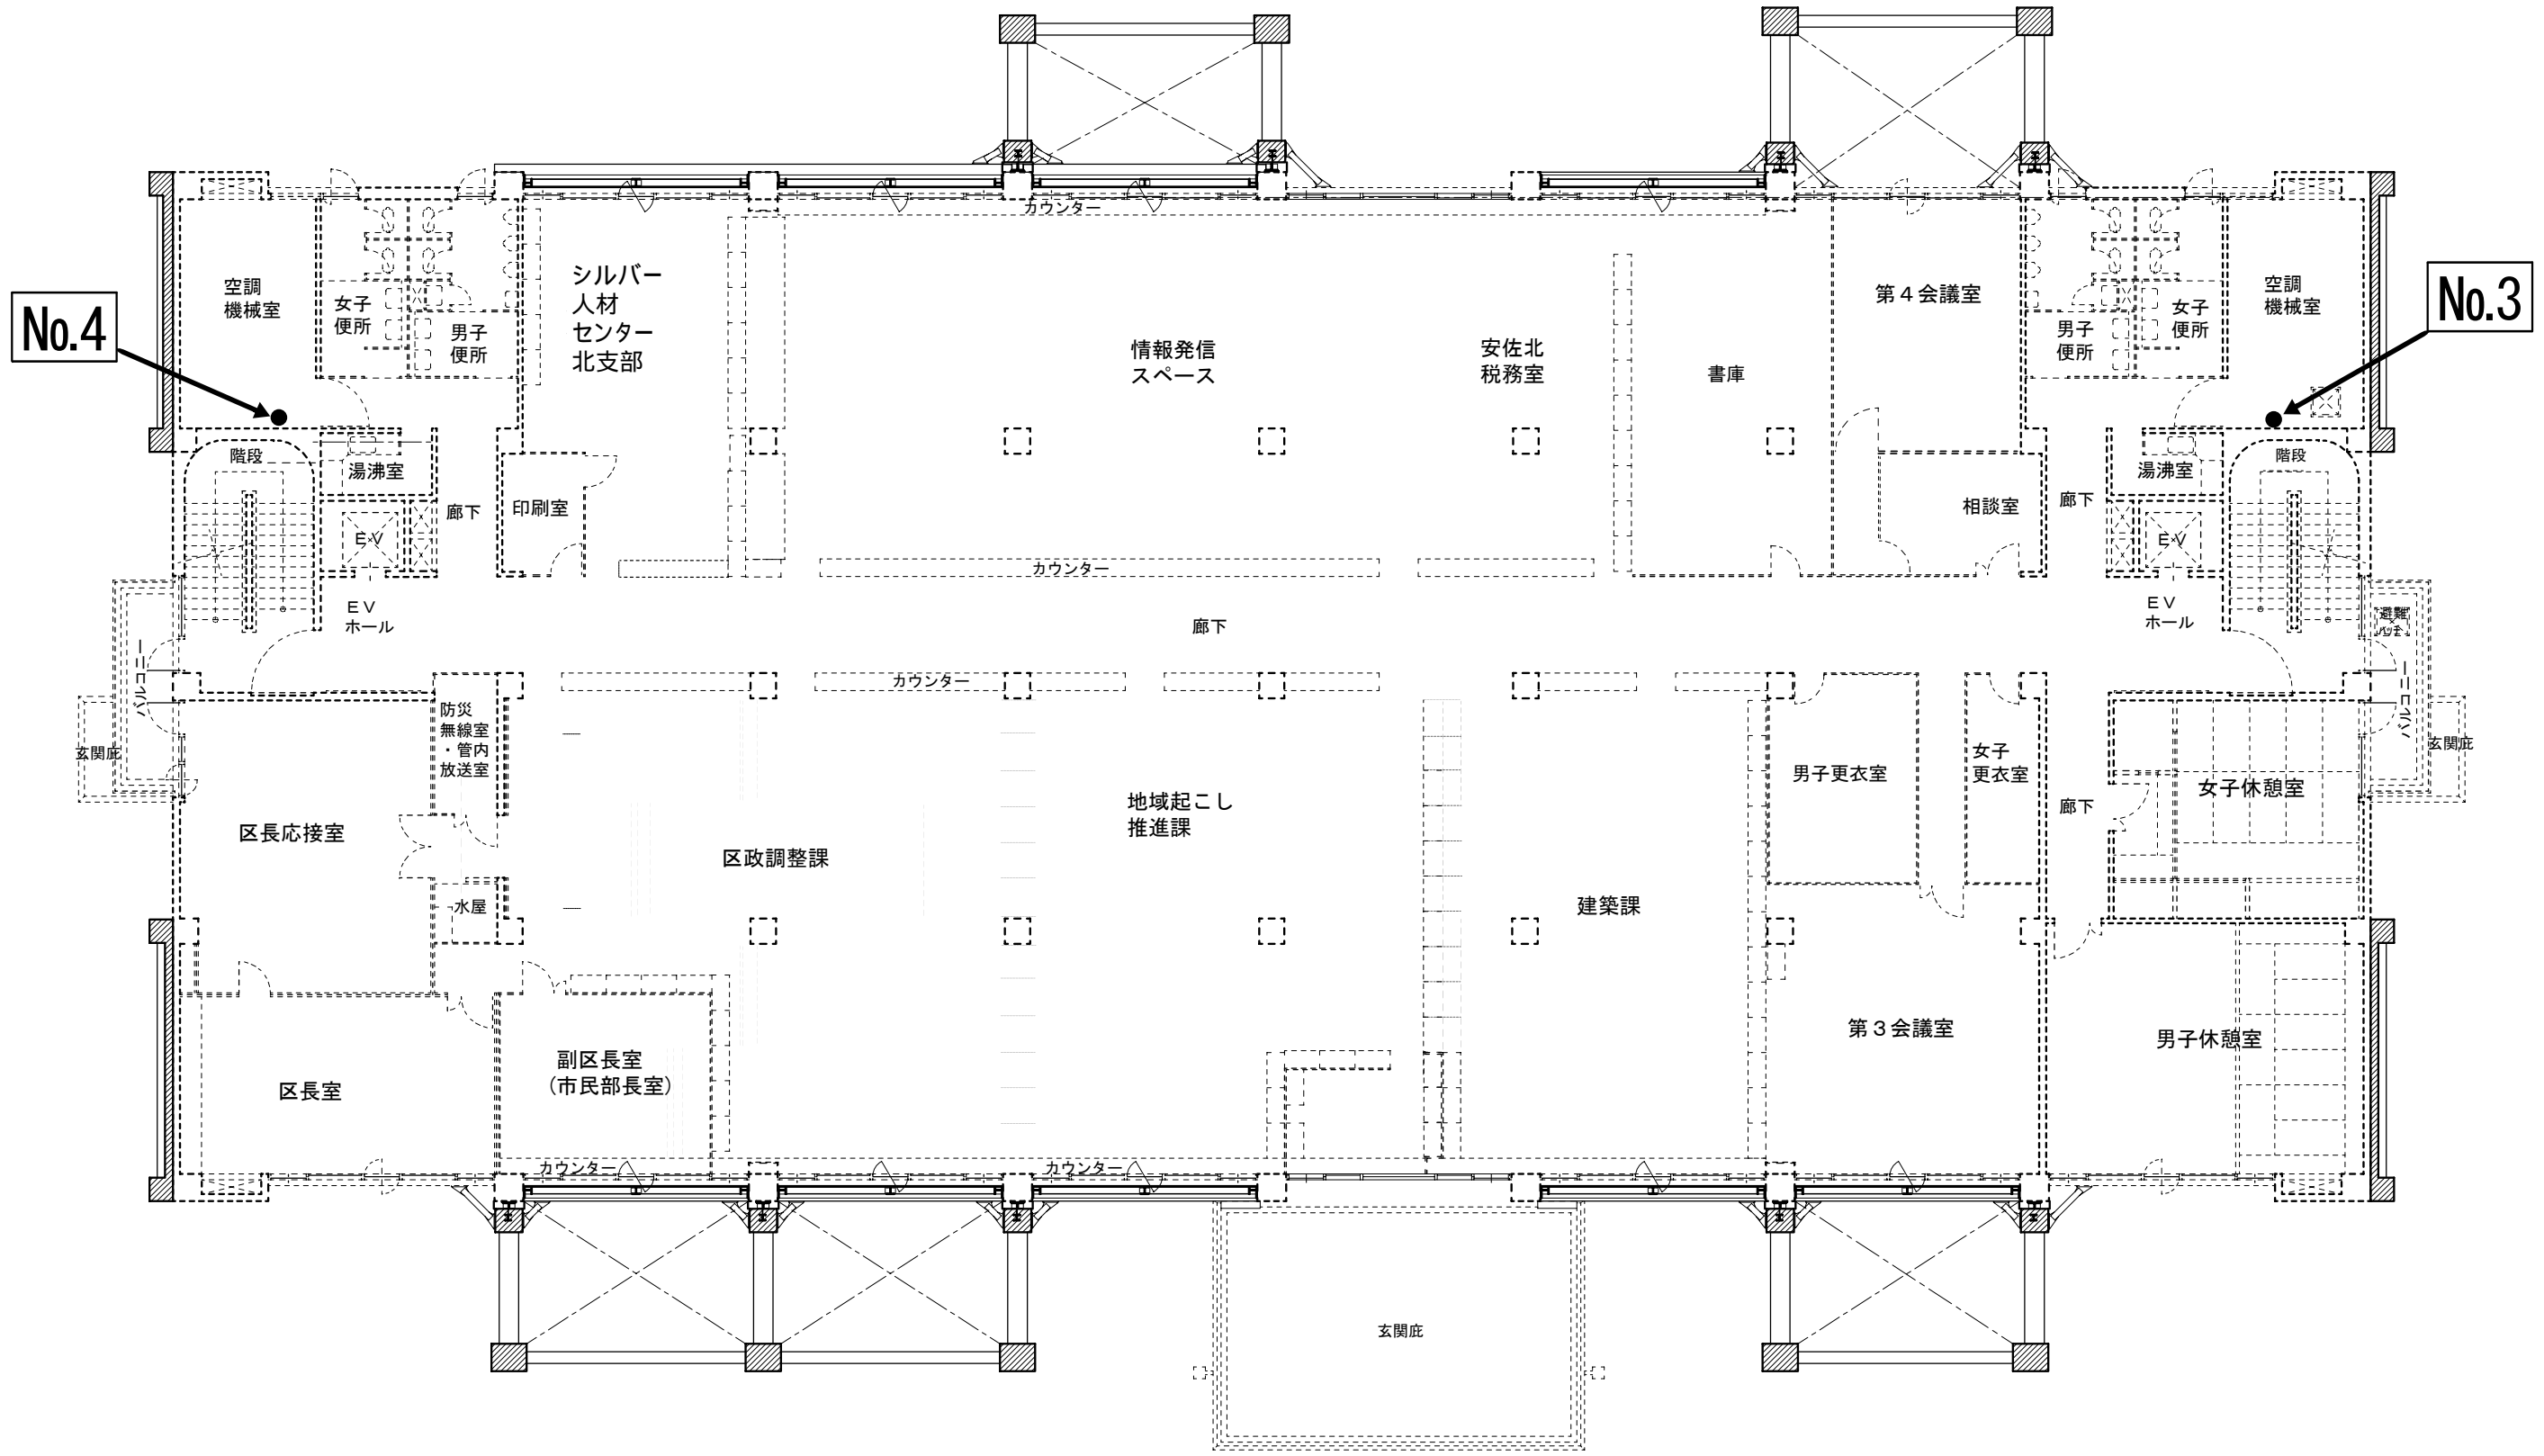 カウンター
シルバー
人材
センター
北支部
空調
機械室
女子
便所
男子
便所
№.4
情報発信
スペース
安佐北
税務室
書庫
第４会議室
男子
便所
女子
便所
空調
機械室
№.3
階段
湯沸室
廊下
印刷室
ＥＶ
ＥＶ
ホール
カウンター
相談室
廊下
湯沸室
階段
ＥＶ
ＥＶ
ホール
避難
ﾊｯﾁ
廊下
バルコニー
玄関庇
カウンター
防災
無線室
・管内
放送室
区長応接室
区政調整課
水屋
地域起こし
推進課
建築課
男子更衣室
女子
更衣室
廊下
女子休憩室
バルコニー
玄関庇
区長室
副区長室
（市民部長室）
第３会議室
男子休憩室
カウンター
カウンター
玄関庇